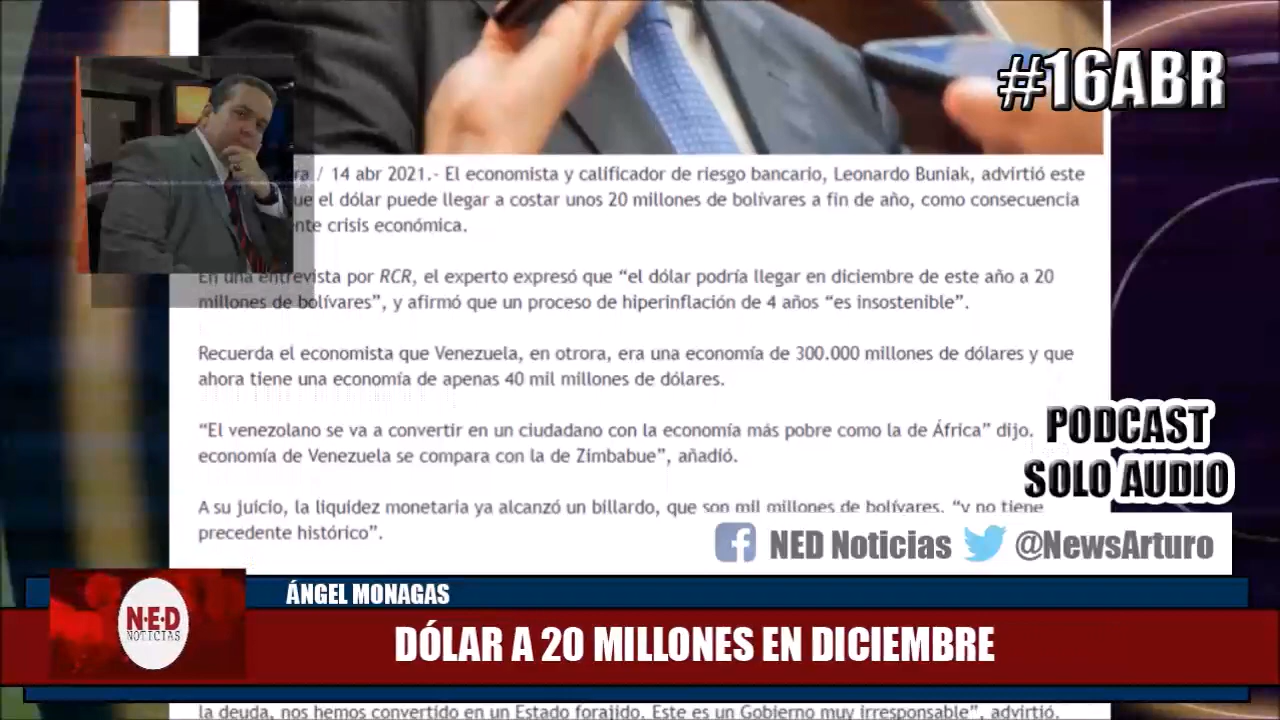 #16ABR
ra / 14 abr 2021.- El economista y calificador de riesgo bancario, Leonardo Buniak, advirtió este
ue el dólar puede llegar a costar unos 20 millones de bolívares a fin de año, como consecuencia
nte crisis económica.
En una entrevista por RCR, el experto expresó que “el dólar podría llegar en diciembre de este año a 20
millones de bolívares”, y afirmó que un proceso de hiperinflación de 4 años “es insostenible”.
Recuerda el economista que Venezuela, en otrora, era una economía de 300.000 millones de dólares y que
ahora tiene una economía de apenas 40 mil millones de dólares.
“El venezolano se va a convertir en un ciudadano con la economía más pobre como la de África” dijo.
economía de Venezuela se compara con la de Zimbabue”, añadió.
PODCAST
SOLO AUDIO
A su juicio, la liquidez monetaria ya alcanzó un billardo, que son mil millones de bolívares, “y no tiene
precedente histórico”.
NED Noticias @NewsArturo
ÁNGEL MONAGAS
N·E·D
NOTICIAS
DÓLAR A 20 MILLONES EN DICIEMBRE
la deuda, nos hemos convertido en un Estado forajido. Este es un Gobierno muy irresponsable”, advirtió.